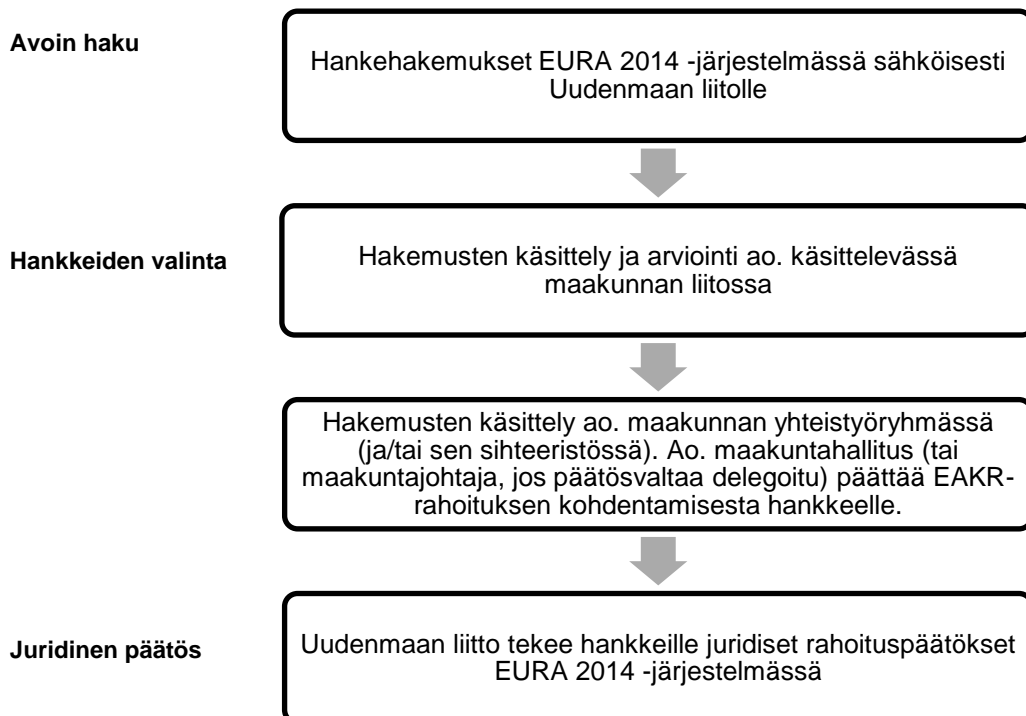 Avoin haku
Hankehakemukset EURA 2014 -järjestelmässä sähköisesti
Uudenmaan liitolle
Hankkeiden valinta
Hakemusten käsittely ja arviointi ao. käsittelevässä
maakunnan liitossa
Hakemusten käsittely ao. maakunnan yhteistyöryhmässä
(ja/tai sen sihteeristössä). Ao. maakuntahallitus (tai
maakuntajohtaja, jos päätösvaltaa delegoitu) päättää EAKR-
rahoituksen kohdentamisesta hankkeelle.
Juridinen päätös
Uudenmaan liitto tekee hankkeille juridiset rahoituspäätökset
EURA 2014 -järjestelmässä